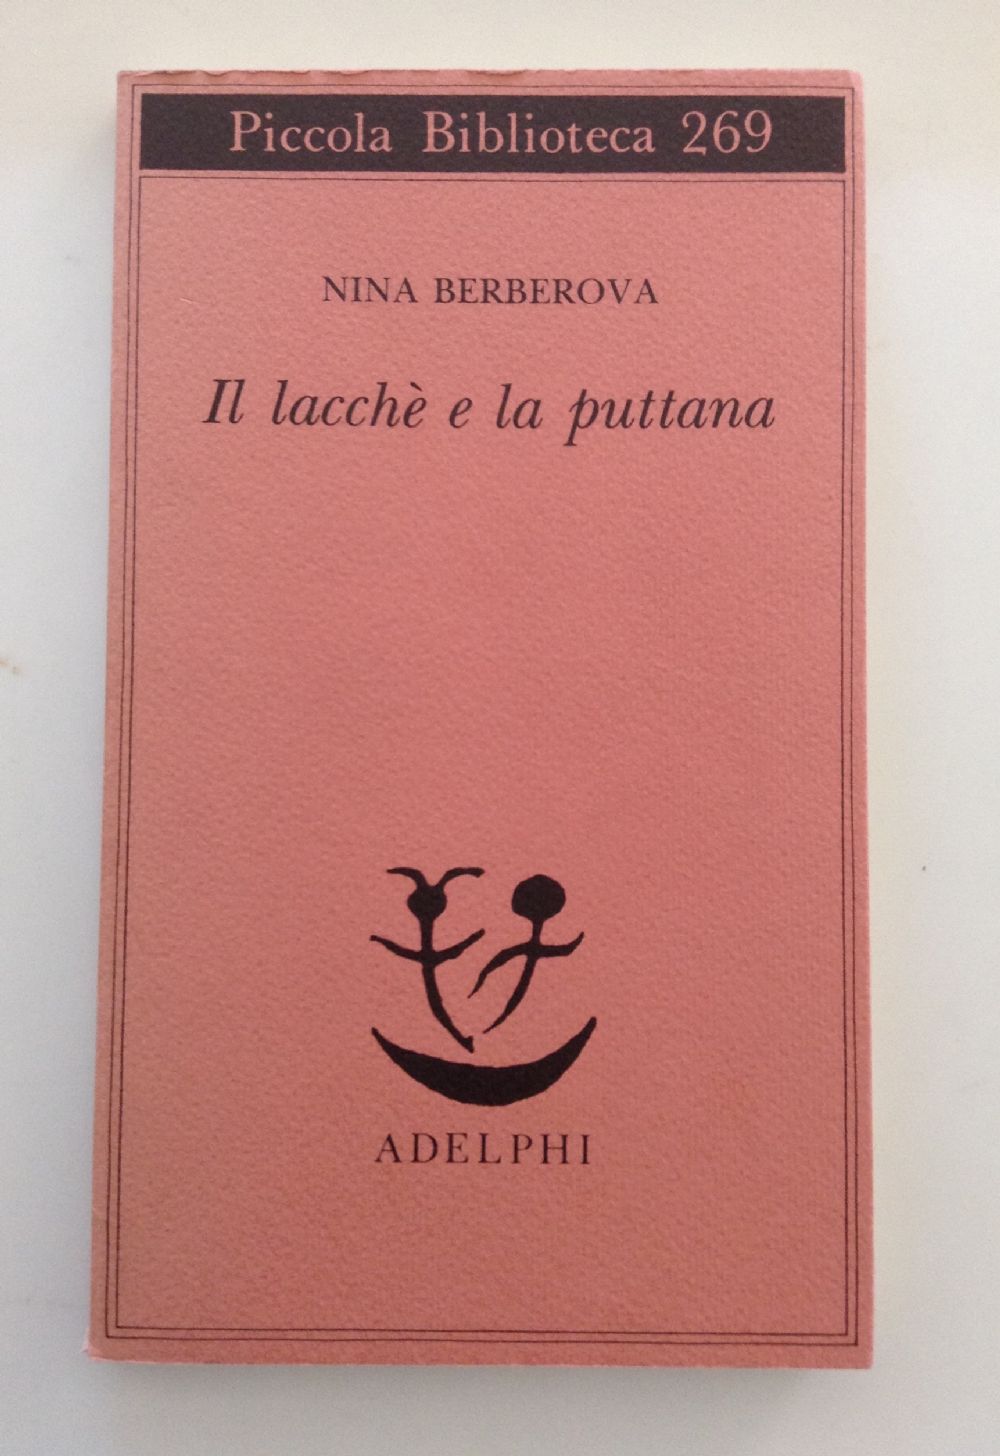 Piccola Biblioteca 269
NINA BERBEROVA
Il lacchè e la puttana
ADELPHI